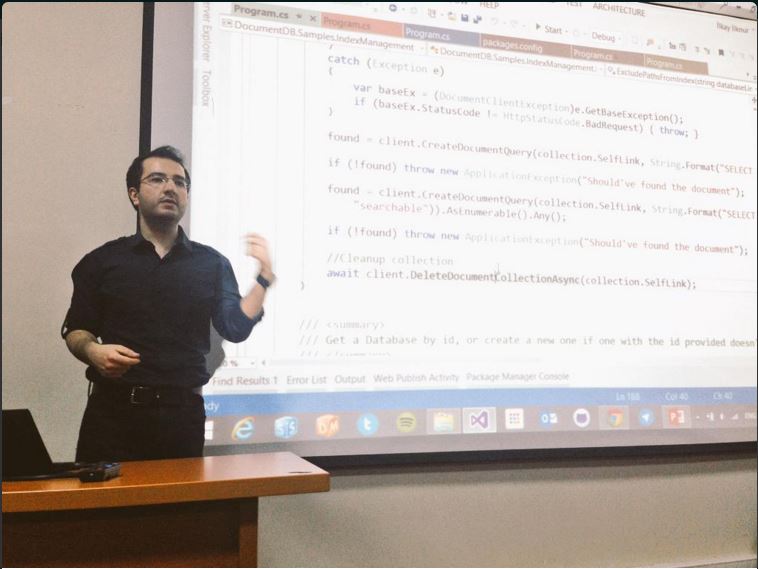 HELP
TEST
ARCHITECTURE
Program.cs
Program.cs
Program.cs
packages.config
Program.cs
Program.cs
Start
Debug
DocumentDB.Samples.IndexManagement
DocumentDB.Samples.IndexManagement.
ExcludePathsFromIndex(string databaseLin
Server Explorer
Toolbox
}
catch (Exception e)
{
var baseEx = (DocumentClientException)e.GetBaseException();
if (baseEx.StatusCode != HttpStatusCode.BadRequest) { throw; }
}
found = client.CreateDocumentQuery(collection.SelfLink, String.Format("SELECT
if (!found) throw new ApplicationException("Should've found the document");
found = client.CreateDocumentQuery(collection.SelfLink, String.Format("SELECT
"searchable")).AsEnumerable().Any();
if (!found) throw new ApplicationException("Should've found the document");
//Cleanup collection
await client.DeleteDocumentCollectionAsync(collection.SelfLink);
}
/// <summary>
/// Get a Database by id, or create a new one if one with the id provided doesn'
/// </summary>
Find Results 1 Error List Output Web Publish Activity Package Manager Console
Ln 188 Col 40 Ch 40